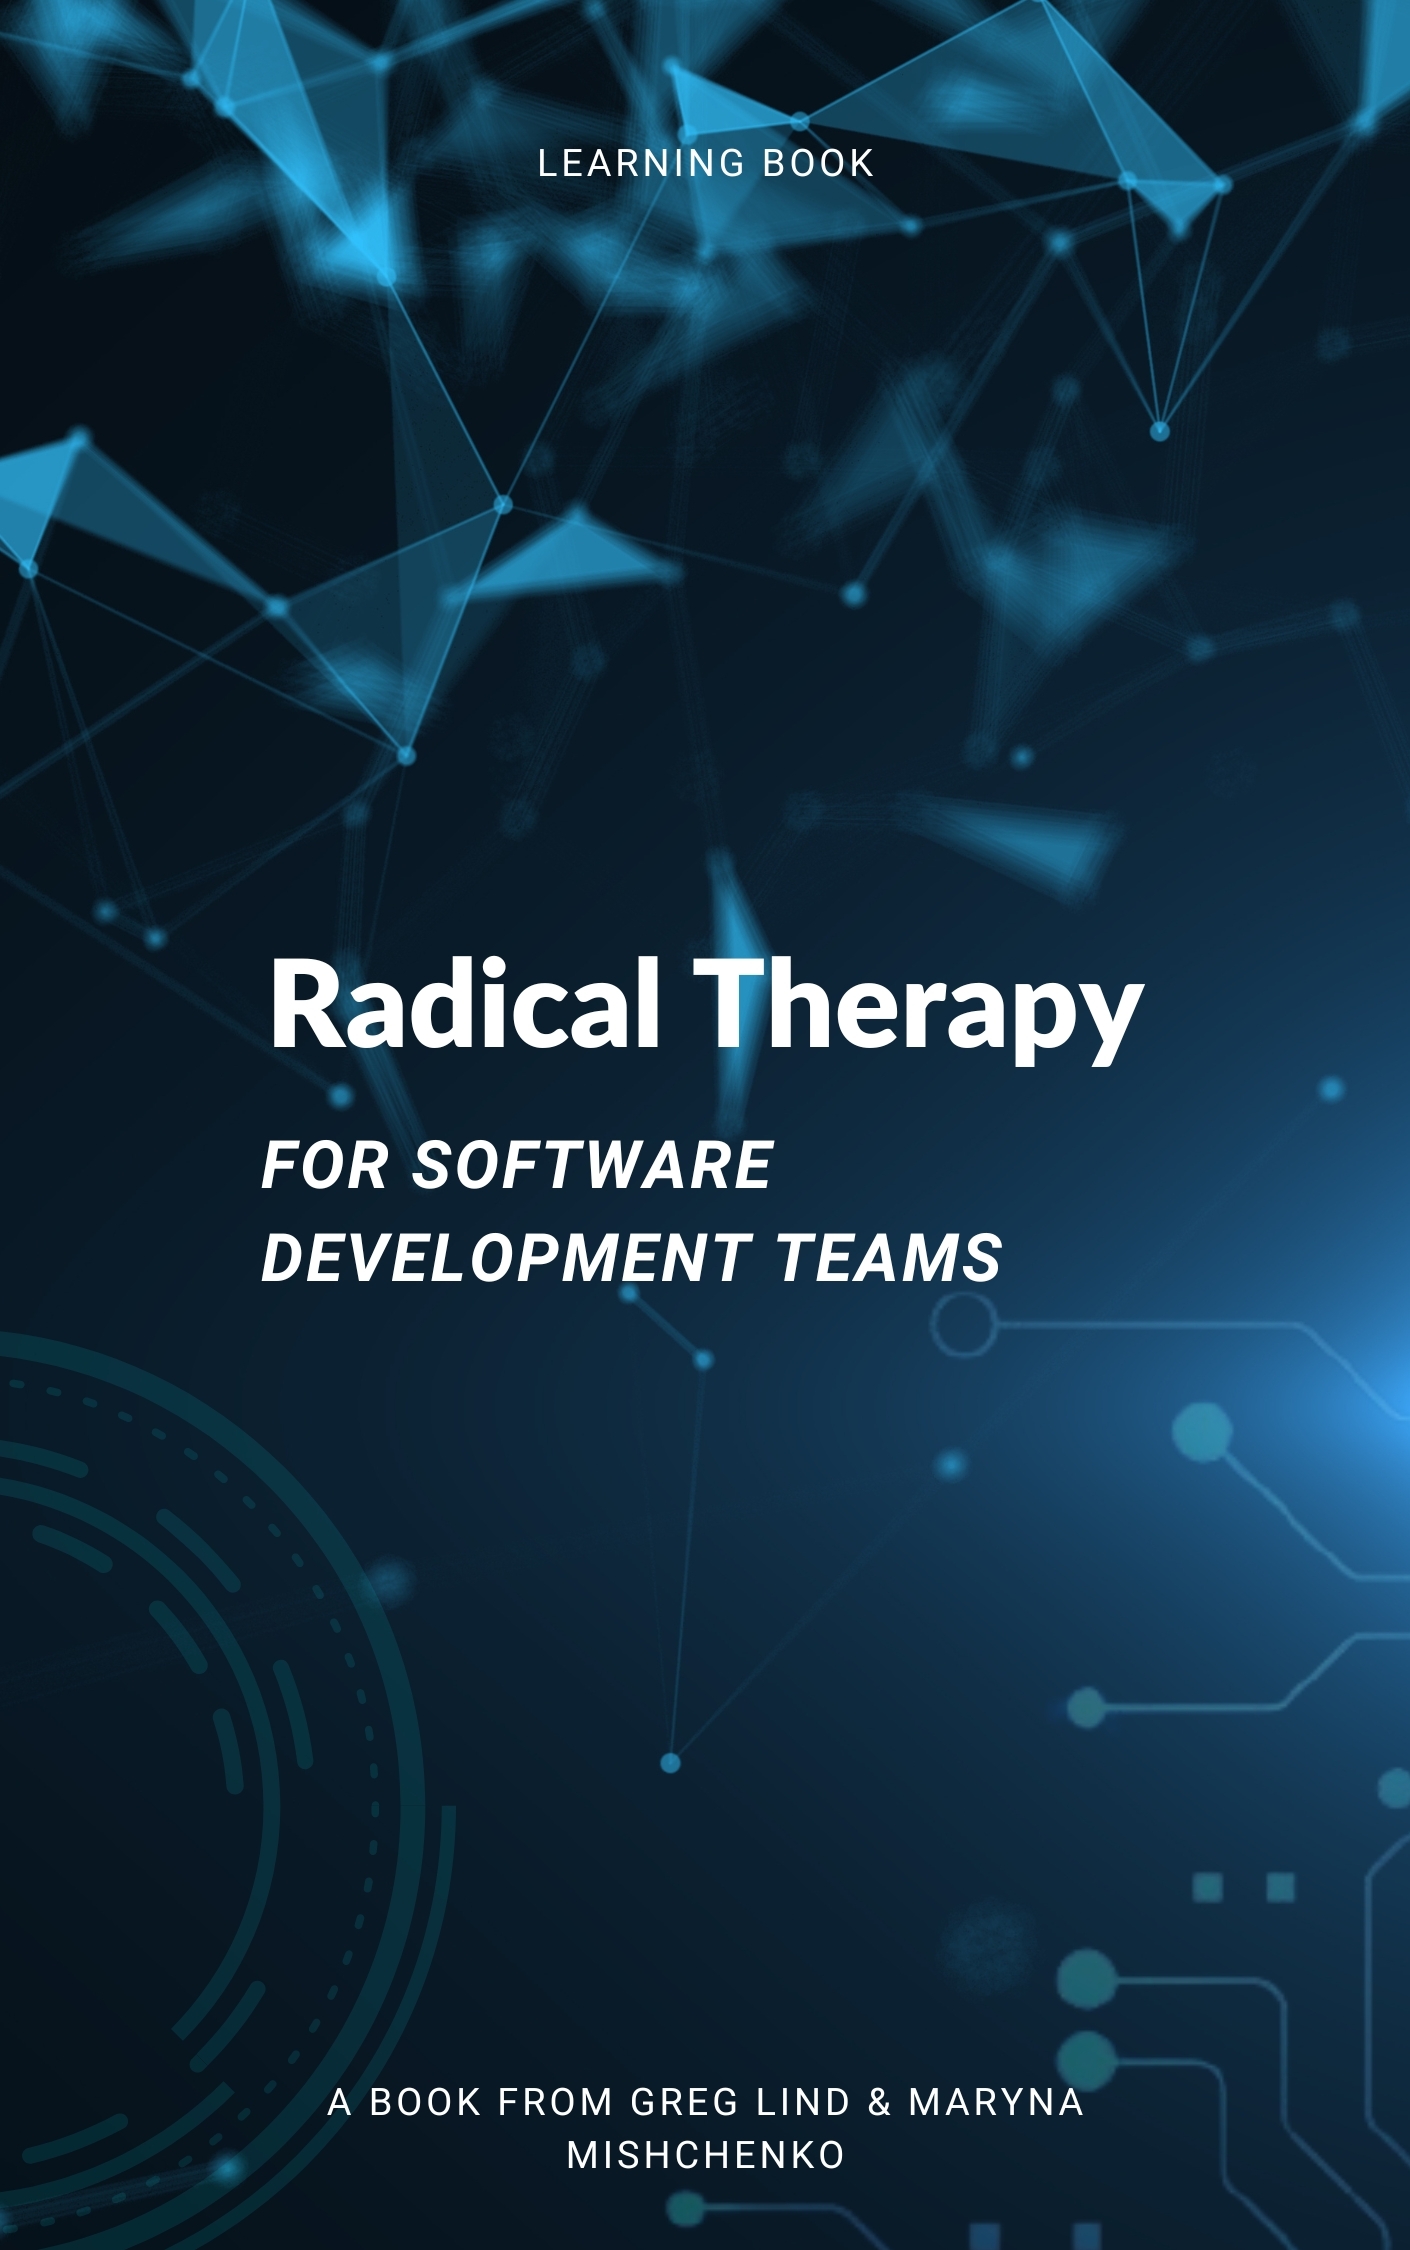 LEARNING BOOK
Radical Therapy
FOR SOFTWARE
DEVELOPMENT TEAMS
A BOOK FROM GREG LIND & MARYNA
MISHCHENKO